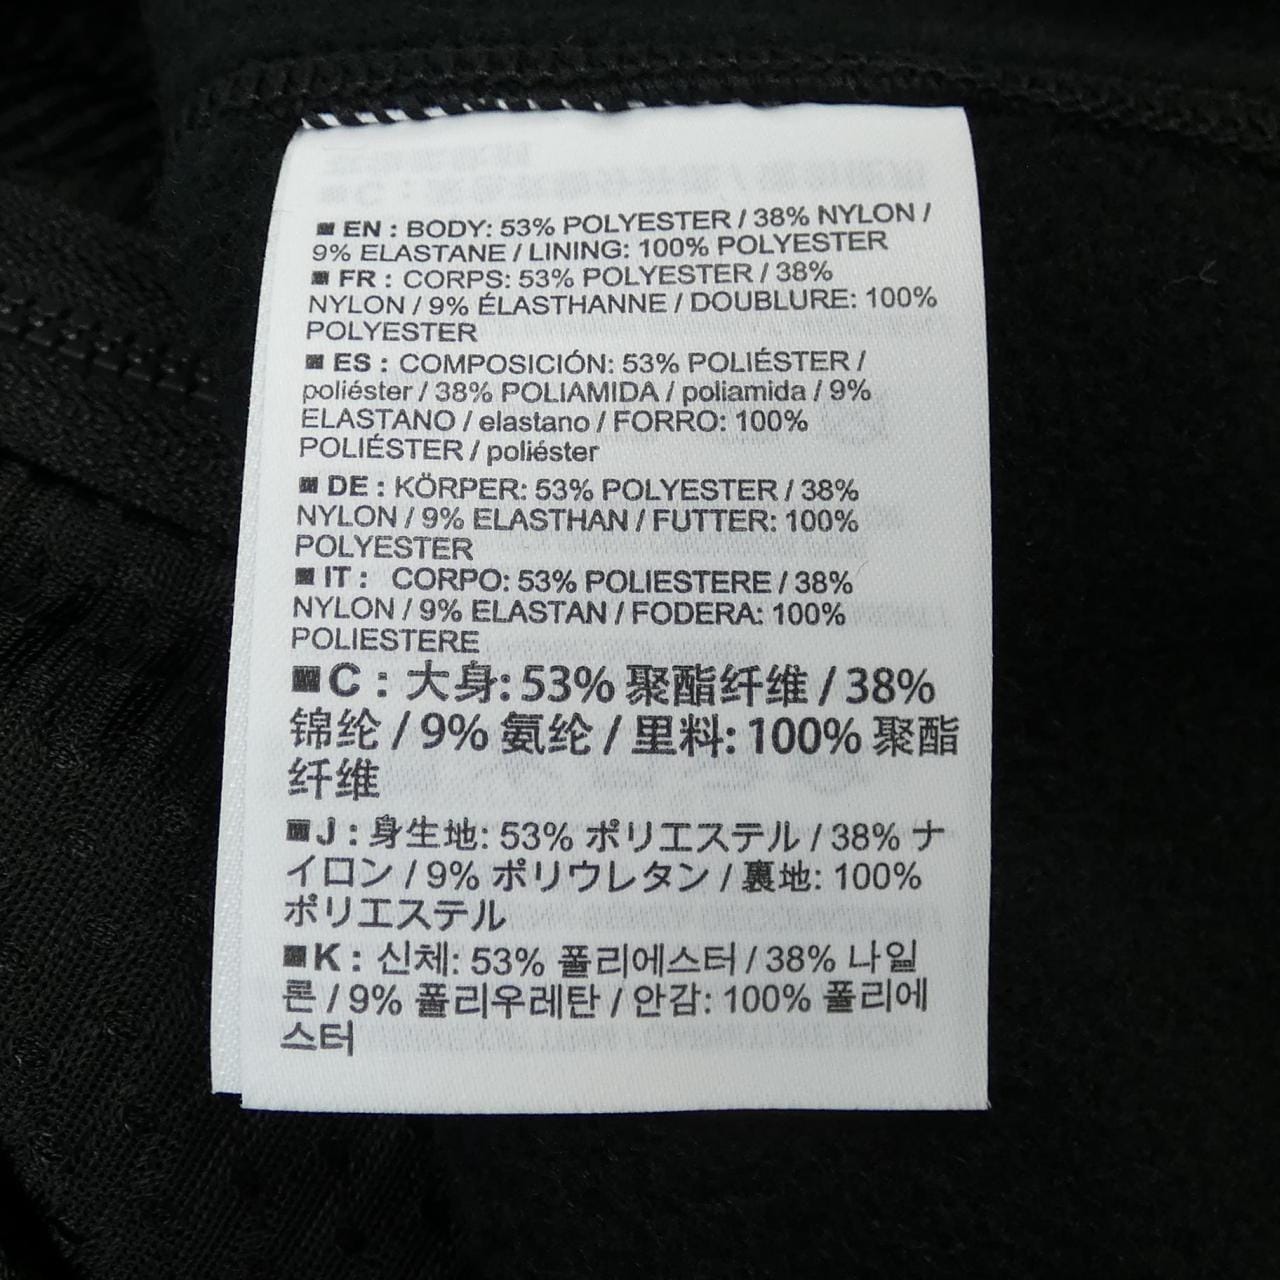 EN : BODY: 53% POLYESTER / 38% NYLON /
9% ELASTANE / LINING: 100% POLYESTER
FR : CORPS: 53% POLYESTER / 38%
NYLON / 9% ÉLASTHANNE / DOUBLURE: 100%
POLYESTER
ES : COMPOSICIÓN: 53% POLIÉSTER /
poliéster / 38% POLIAMIDA / poliamida / 9%
ELASTANO / elastano / FORRO: 100%
POLIÉSTER / poliéster
DE : KÖRPER: 53% POLYESTER / 38%
NYLON / 9% ELASTHAN / FUTTER: 100%
POLYESTER
IT : CORPO: 53% POLIESTERE / 38%
NYLON / 9% ELASTAN / FODERA: 100%
POLIESTERE
C : 大身: 53% 聚酯纤维 / 38%
锦纶 / 9% 氨纶 / 里料: 100% 聚酯
纤维
J : 身生地: 53% ポリエステル / 38% ナ
イロン / 9% ポリウレタン / 裏地: 100%
ポリエステル
K : 신체: 53% 폴리에스터 / 38% 나일
론 / 9% 폴리우레탄 / 안감: 100% 폴리에
스터